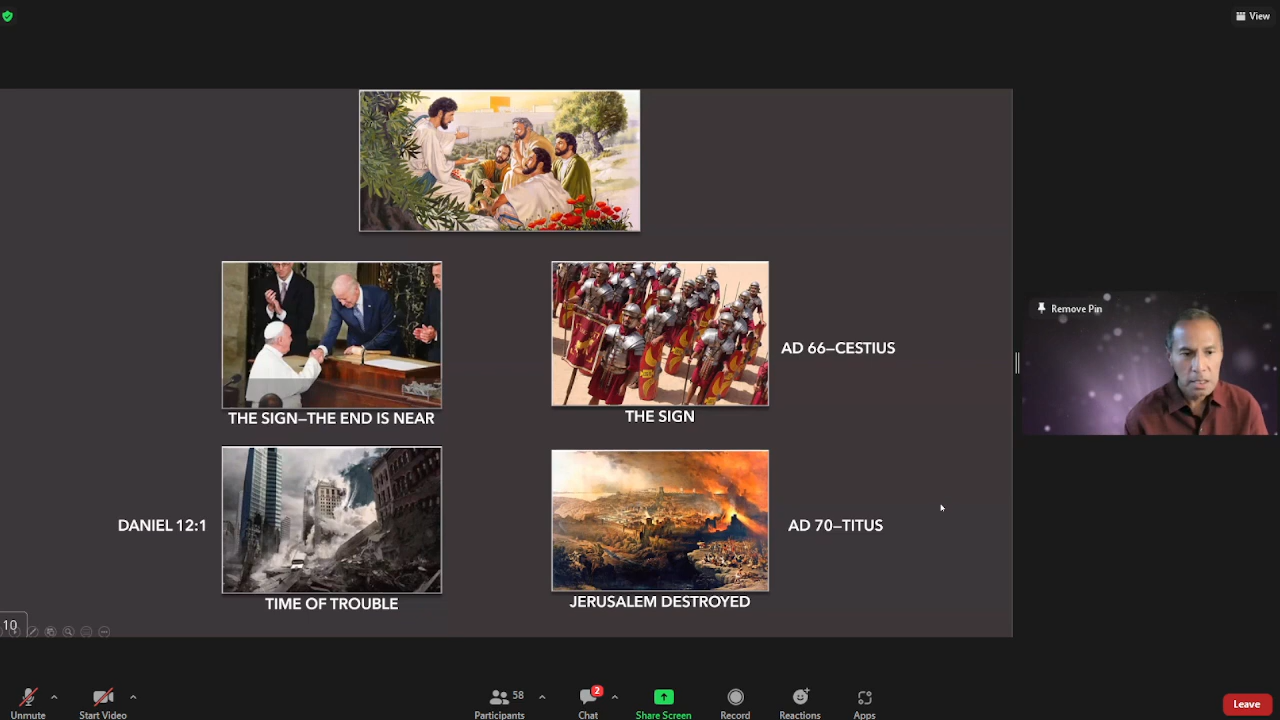 View
Remove Pin
AD 66–CESTIUS
THE SIGN–THE END IS NEAR
THE SIGN
DANIEL 12:1
AD 70–TITUS
TIME OF TROUBLE
JERUSALEM DESTROYED
10
58
2
Unmute
Start Video
Participants
Chat
Share Screen
Record
Reactions
Apps
Leave